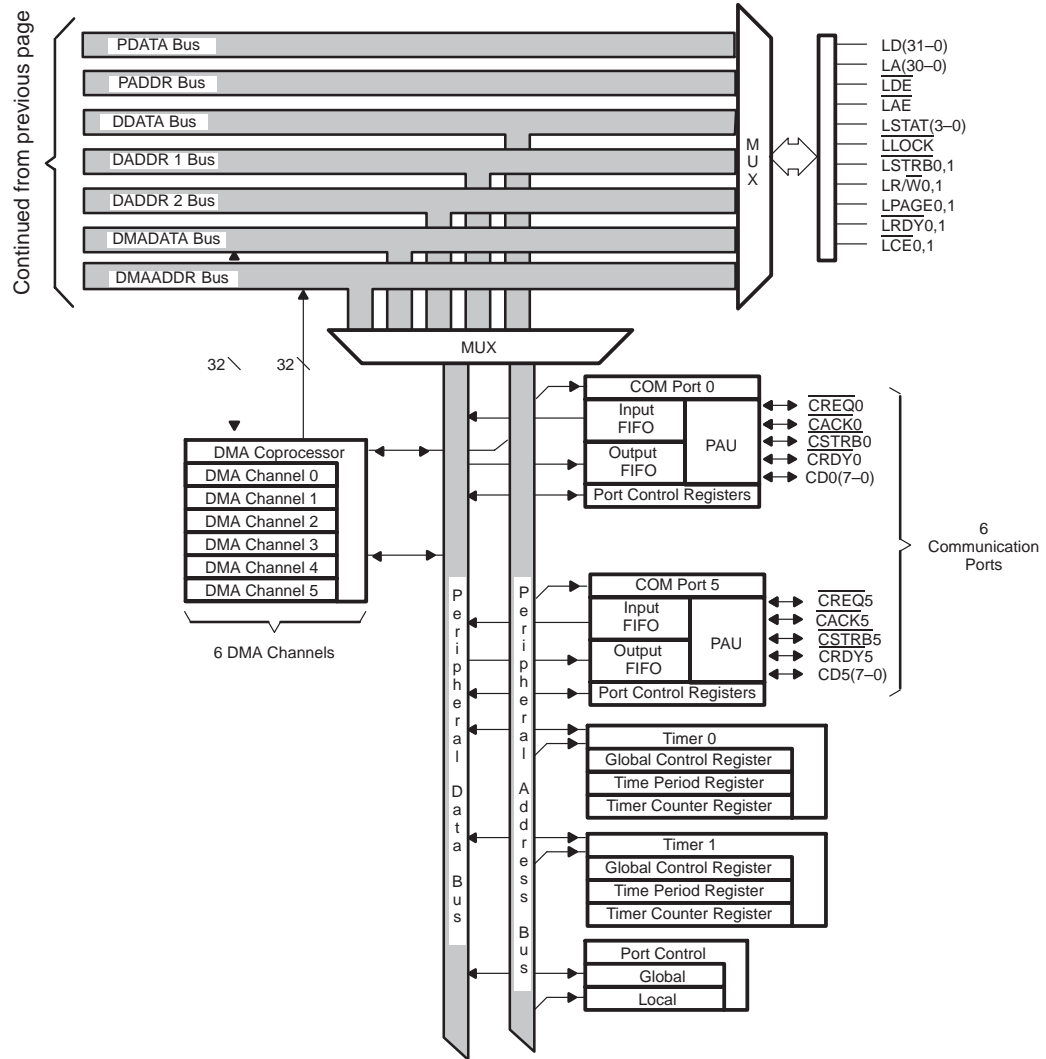 Continued from previous page
PDATA Bus
PADDR Bus
DDATA Bus
DADDR 1 Bus
DADDR 2 Bus
DMADATA Bus
DMAADDR Bus
MUX
LD(31–0)
LA(30–0)
LDE
LAE
LSTAT(3–0)
LLOCK
LSTRB0,1
LR/W0,1
LPAGE0,1
LRDY0,1
LCE0,1
MUX
32
32
DMA Coprocessor
DMA Channel 0
DMA Channel 1
DMA Channel 2
DMA Channel 3
DMA Channel 4
DMA Channel 5
6 DMA Channels
Peripheral Data Bus
Peripheral Address Bus
COM Port 0
Input
FIFO
Output
FIFO
PAU
Port Control Registers
CREQ0
CACK0
CSTRB0
CRDY0
CD0(7–0)
6
Communication
Ports
COM Port 5
Input
FIFO
Output
FIFO
PAU
Port Control Registers
CREQ5
CACK5
CSTRB5
CRDY5
CD5(7–0)
Timer 0
Global Control Register
Time Period Register
Timer Counter Register
Timer 1
Global Control Register
Time Period Register
Timer Counter Register
Port Control
Global
Local